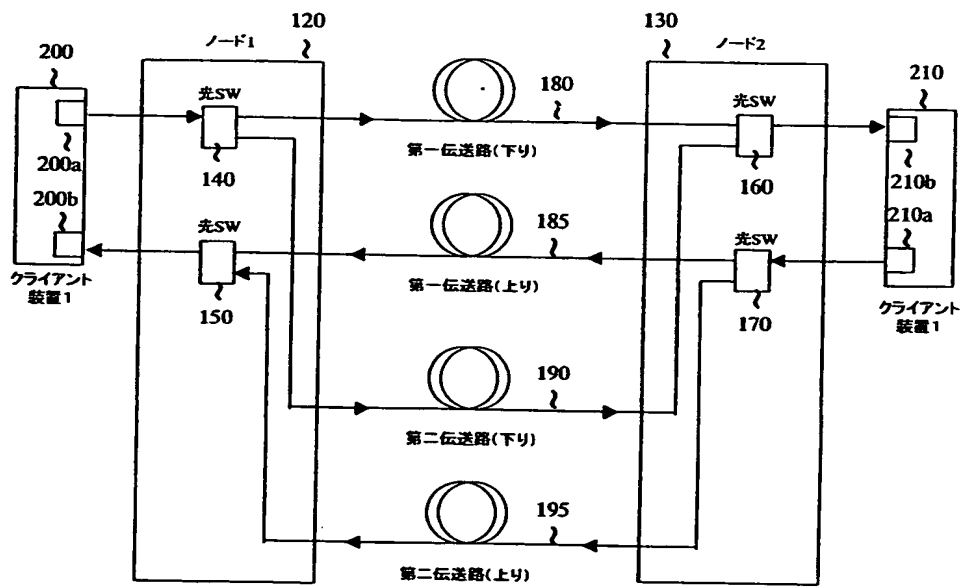 120
130
ノード1
ノード2
200
光SW
180
光SW
210
200a
第一伝送路(下り)
140
160
210b
200b
210a
光SW
185
光SW
クライアント
装置1
第一伝送路(上り)
150
170
クライアント
装置1
190
第二伝送路(下り)
195
第二伝送路(上り)